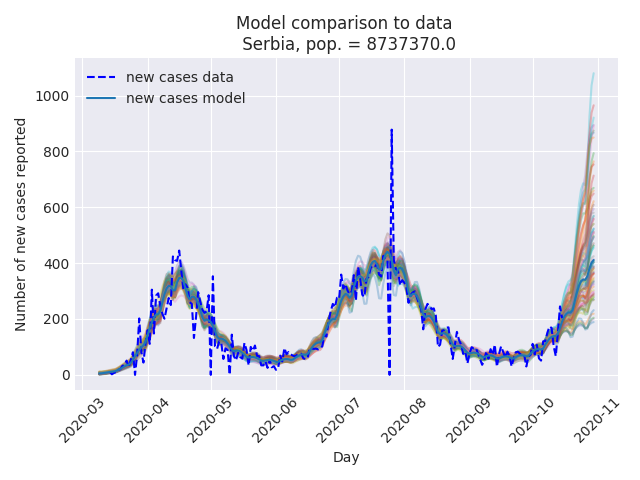 Model comparison to data
Serbia, pop. = 8737370.0
new cases data
new cases model
Number of new cases reported
1000
800
600
400
200
0
2020-03
2020-04
2020-05
2020-06
2020-07
2020-08
2020-09
2020-10
2020-11
Day